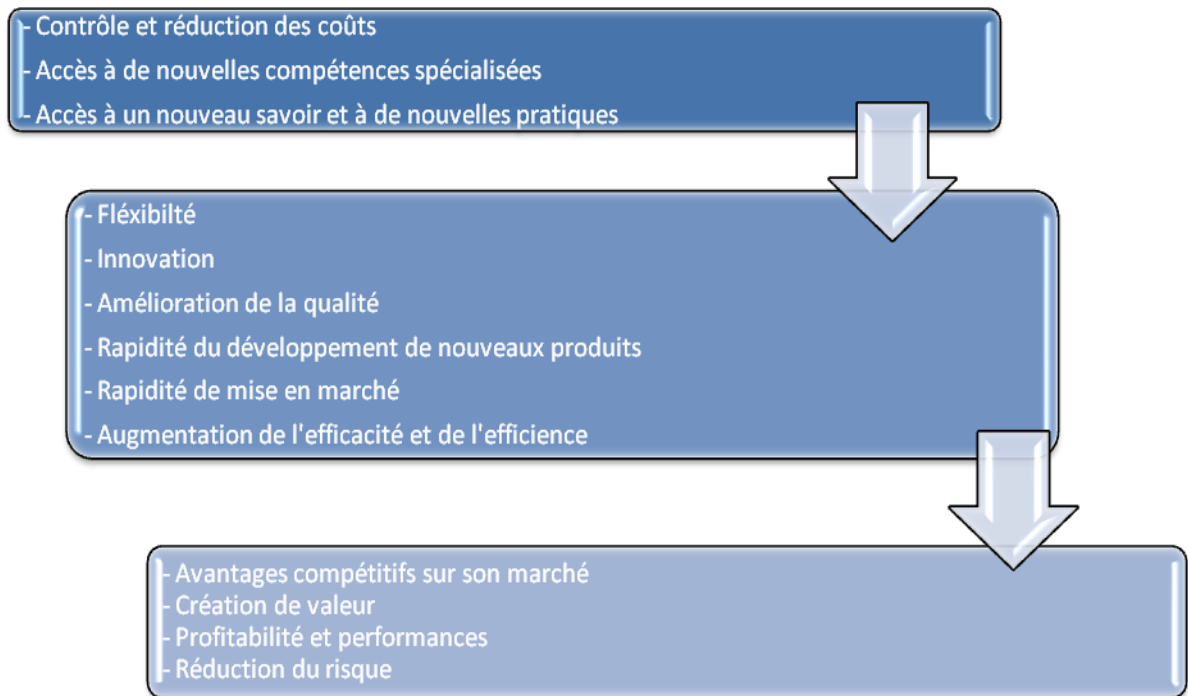 - Contrôle et réduction des coûts
- Accès à de nouvelles compétences spécialisées
- Accès à un nouveau savoir et à de nouvelles pratiques
- Fléxibilté
- Innovation
- Amélioration de la qualité
- Rapidité du développement de nouveaux produits
- Rapidité de mise en marché
- Augmentation de l'efficacité et de l'efficience
- Avantages compétitifs sur son marché
- Création de valeur
- Profitabilité et performances
- Réduction du risque